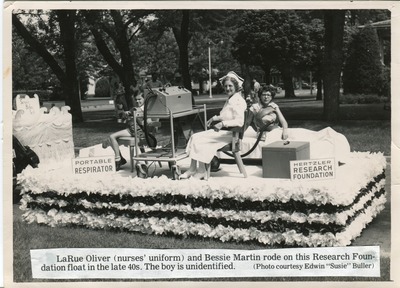 PORTABLE
RESPIRATOR
HERTZLER
RESEARCH
FOUNDATION
LaRue Oliver (nurses' uniform) and Bessie Martin rode on this Research Foun-
dation float in the late 40s. The boy is unidentified. (Photo courtesy Edwin "Susie" Buller)